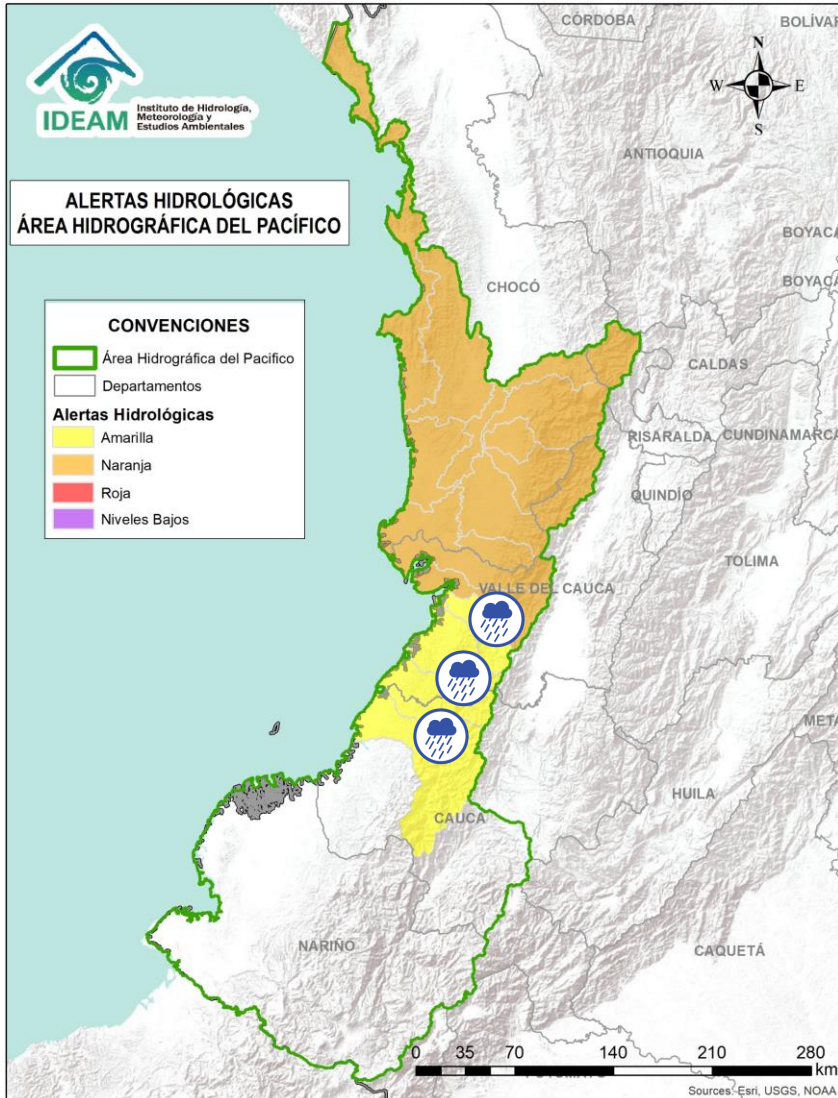 CÓRDOBA
BOLÍVAR
IDEAM
Instituto de Hidrología,
Meteorología y
Estudios Ambientales
N
W
E
S
ANTIOQUIA
ALERTAS HIDROLÓGICAS
ÁREA HIDROGRÁFICA DEL PACÍFICO
BOYACÁ
BOYACÁ
CHOCÓ
CONVENCIONES
Área Hidrográfica del Pacifico
Departamentos
Alertas Hidrológicas
Amarilla
Naranja
Roja
Niveles Bajos
CALDAS
RISARALDA
CUNDINAMARCA
QUINDÍO
TOLIMA
VALLE DEL CAUCA
META
HUILA
CAUCA
NARIÑO
CAQUETÁ
0 35 70 140 210 280
km
Sources: Esri, USGS, NOAA